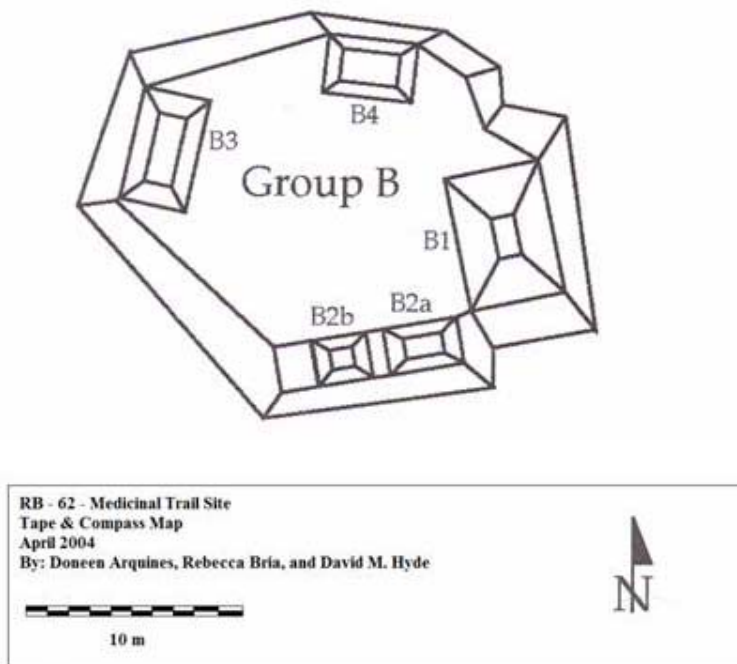 B4
B3
Group B
B1
B2b
B2a
RB - 62 - Medicinal Trail Site
Tape & Compass Map
April 2004
By: Doneen Arquines, Rebecca Bria, and David M. Hyde
10 m
N